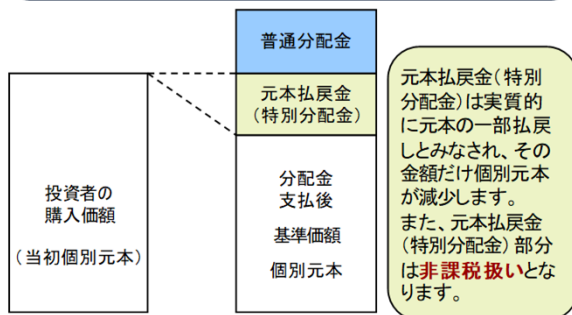 普通分配金
元本払戻金
(特別分配金)
投資者の
購入価額
(当初個別元本)
分配金
支払後
基準価額
個別元本
元本払戻金(特別
分配金)は実質的
に元本の一部払戻
しとみなされ、その
金額だけ個別元本
が減少します。
また、元本払戻金
(特別分配金)部分
は非課税扱いとな
ります。